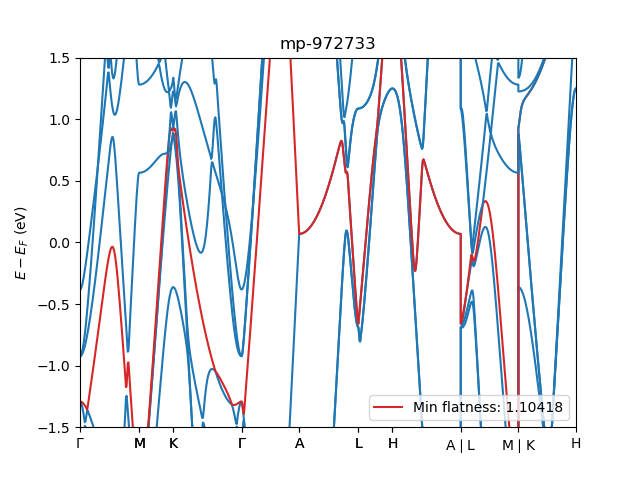 mp-972733
E − E_F (eV)
1.5
1.0
0.5
0.0
−0.5
−1.0
−1.5
Min flatness: 1.10418
Γ M K Γ A L H A | L M | K H